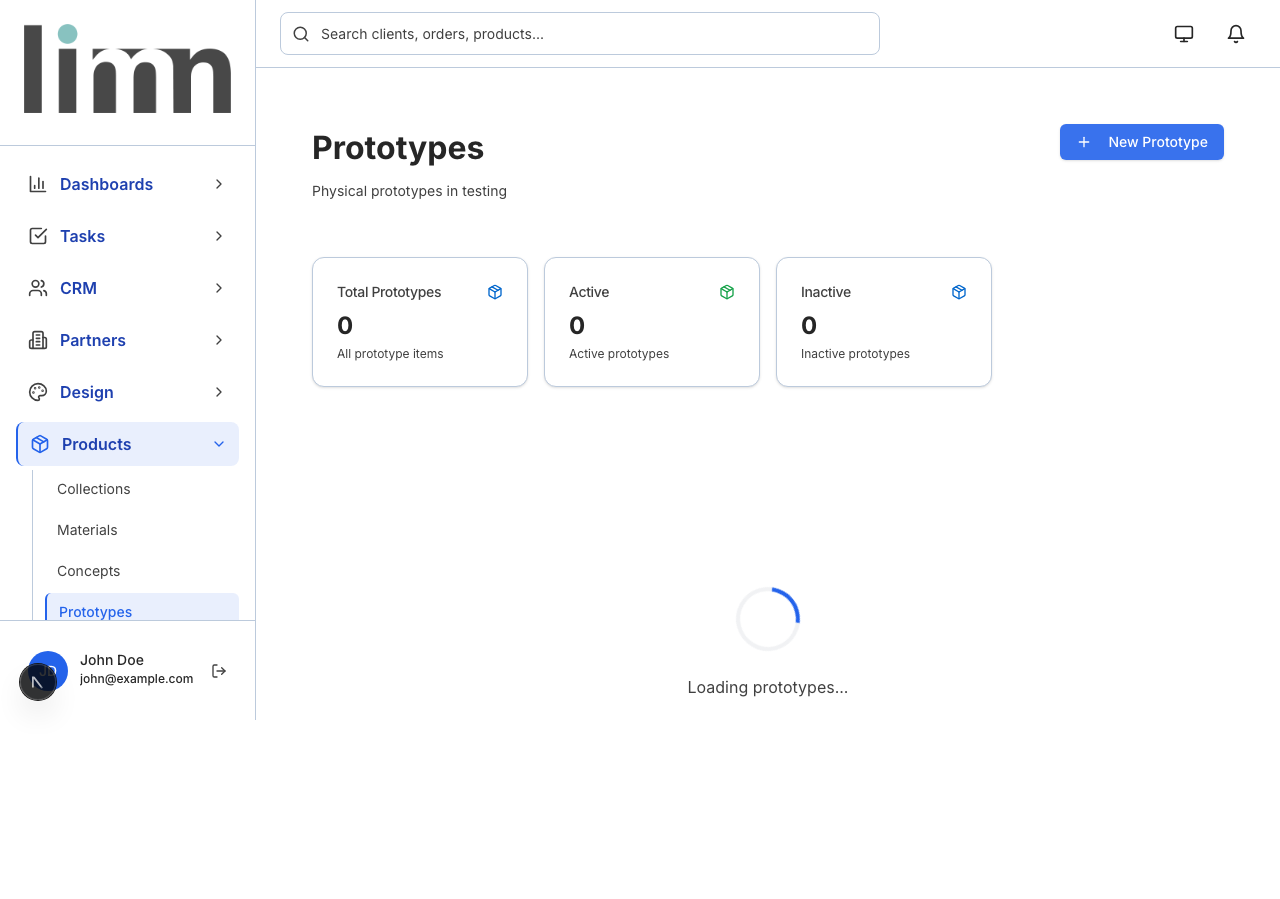 limn
Search clients, orders, products...
Dashboards
Tasks
CRM
Partners
Design
Products
Collections
Materials
Concepts
Prototypes
John Doe
john@example.com
Prototypes
Physical prototypes in testing
New Prototype
Total Prototypes
0
All prototype items
Active
0
Active prototypes
Inactive
0
Inactive prototypes
Loading prototypes...